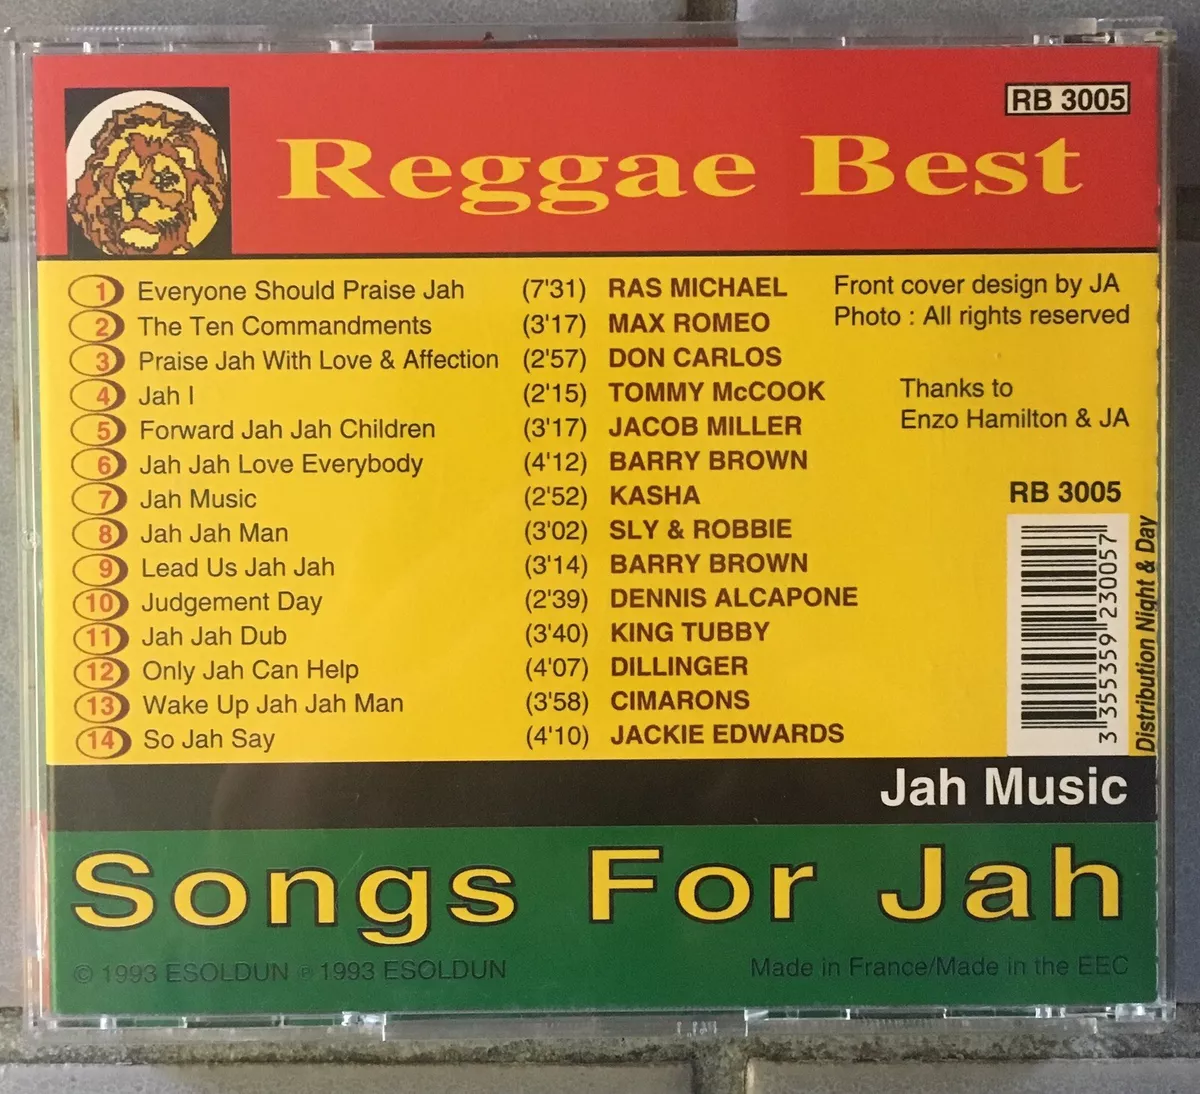 RB 3005
Reggae Best
1 Everyone Should Praise Jah (7'31) RAS MICHAEL
2 The Ten Commandments (3'17) MAX ROMEO
3 Praise Jah With Love & Affection (2'57) DON CARLOS
4 Jah I (2'15) TOMMY McCOOK
5 Forward Jah Jah Children (3'17) JACOB MILLER
6 Jah Jah Love Everybody (4'12) BARRY BROWN
7 Jah Music (2'52) KASHA
8 Jah Jah Man (3'02) SLY & ROBBIE
9 Lead Us Jah Jah (3'14) BARRY BROWN
10 Judgement Day (2'39) DENNIS ALCAPONE
11 Jah Jah Dub (3'40) KING TUBBY
12 Only Jah Can Help (4'07) DILLINGER
13 Wake Up Jah Jah Man (3'58) CIMARONS
14 So Jah Say (4'10) JACKIE EDWARDS
Front cover design by JA
Photo : All rights reserved
Thanks to
Enzo Hamilton & JA
RB 3005
3 355359 230057
Distribution Night & Day
Jah Music
Songs For Jah
© 1993 ESOLDUN ℗ 1993 ESOLDUN
Made in France/Made in the EEC